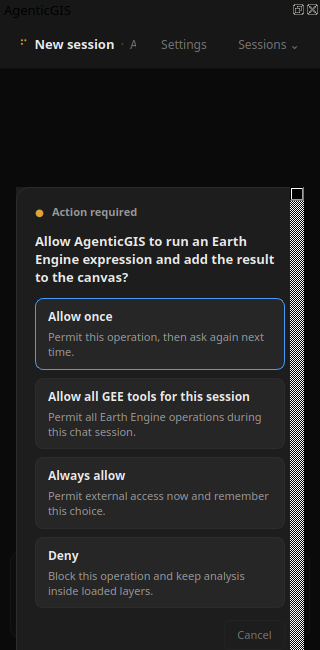 AgenticGIS
New session · A Settings Sessions
Action required
Allow AgenticGIS to run an Earth
Engine expression and add the result
to the canvas?
Allow once
Permit this operation, then ask again next
time.
Allow all GEE tools for this session
Permit all Earth Engine operations during
this chat session.
Always allow
Permit external access now and remember
this choice.
Deny
Block this operation and keep analysis
inside loaded layers.
Cancel